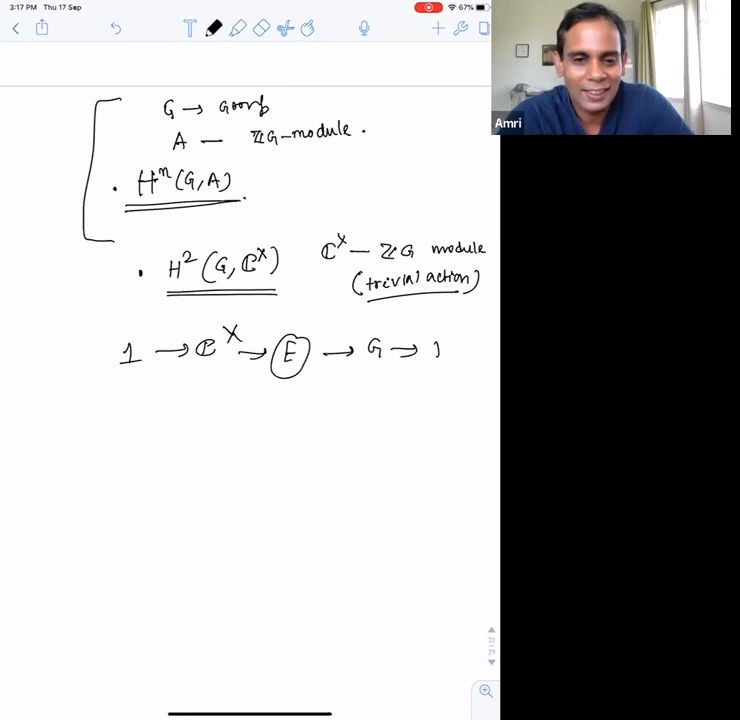 3:17 PM Thu 17 Sep
67%
G → Group
A — ℤG-module.
. Hⁿ(G,A).
. H²(G, ℂˣ) ℂˣ — ℤG module
(trivial action)
1 → ℂˣ → E → G → 1
Amri